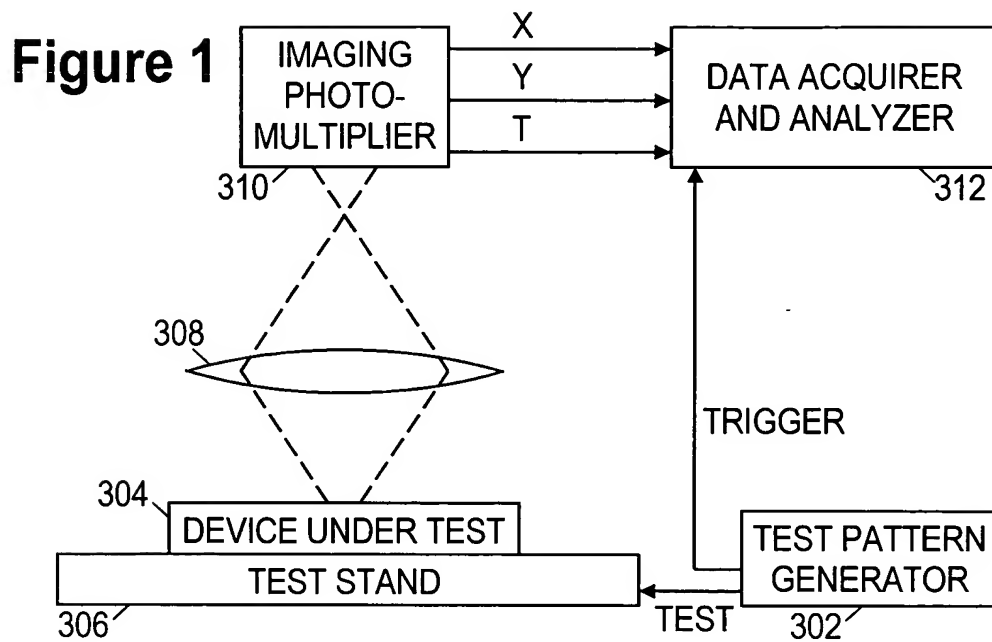 Figure 1
IMAGING
PHOTO-
MULTIPLIER
310
X
Y
T
DATA ACQUIRER
AND ANALYZER
312
308
TRIGGER
304
DEVICE UNDER TEST
TEST STAND
306
TEST
TEST PATTERN
GENERATOR
302